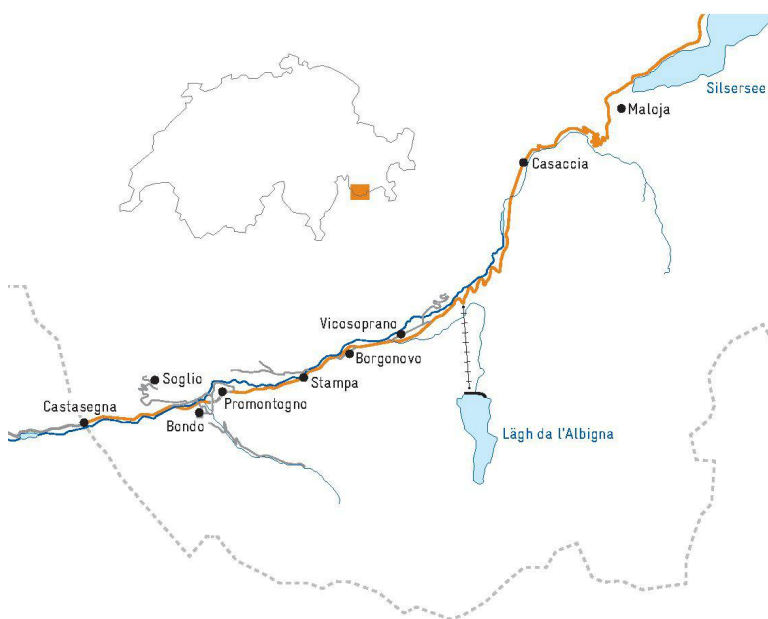 Silsersee
Maloja
Casaccia
Vicosoprano
Borgonovo
Stampa
Soglio
Promontogno
Castasegna
Bondo
Lägh da l'Albigna